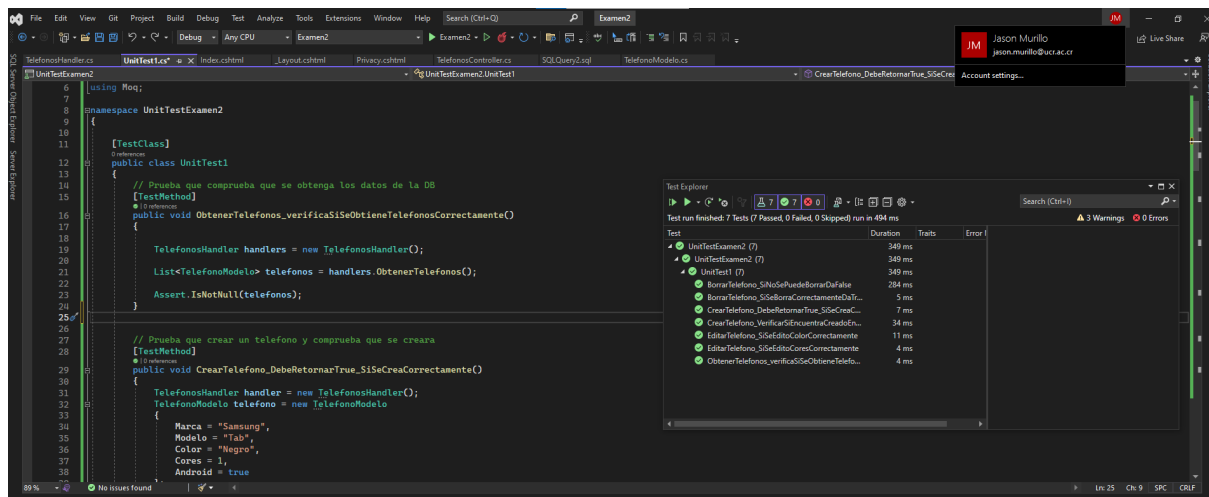 File Edit View Git Project Build Debug Test Analyze Tools Extensions Window Help Search (Ctrl+Q) Examen2 JM
Debug Any CPU Examen2 Examen2 Live Share
JM Jason Murillo
jason.murillo@ucr.ac.cr
Account settings...
TelefonosHandler.cs UnitTest1.cs* Index.cshtml _Layout.cshtml Privacy.cshtml TelefonosController.cs SQLQuery2.sql TelefonoModelo.cs
UnitTestExamen2 UnitTestExamen2.UnitTest1 CrearTelefono_DebeRetornarTrue_SiSeCrea
SQL Server Object Explorer
Server Explorer
6 using Moq;
7
8 namespace UnitTestExamen2
9 {
10
11 [TestClass]
0 references
12 public class UnitTest1
13 {
14 // Prueba que comprueba que se obtenga los datos de la DB
15 [TestMethod]
0 references
16 public void ObtenerTelefonos_verificaSiSeObtieneTelefonosCorrectamente()
17 {
18
19 TelefonosHandler handlers = new TelefonosHandler();
20
21 List<TelefonoModelo> telefonos = handlers.ObtenerTelefonos();
22
23 Assert.IsNotNull(telefonos);
24 }
25
26
27 // Prueba que crear un telefono y comprueba que se creara
28 [TestMethod]
0 references
29 public void CrearTelefono_DebeRetornarTrue_SiSeCreaCorrectamente()
30 {
31 TelefonosHandler handler = new TelefonosHandler();
32 TelefonoModelo telefono = new TelefonoModelo
33 {
34 Marca = "Samsung",
35 Modelo = "Tab",
36 Color = "Negro",
37 Cores = 1,
38 Android = true
Test Explorer
7 7 0 Search (Ctrl+I)
Test run finished: 7 Tests (7 Passed, 0 Failed, 0 Skipped) run in 494 ms 3 Warnings 0 Errors
Test Duration Traits Error
UnitTestExamen2 (7) 349 ms
UnitTestExamen2 (7) 349 ms
UnitTest1 (7) 349 ms
BorrarTelefono_SiNoSePuedeBorrarDaFalse 284 ms
BorrarTelefono_SiSeBorraCorrectamenteDaTr... 5 ms
CrearTelefono_DebeRetornarTrue_SiSeCreaC... 7 ms
CrearTelefono_VerificarSiEncuentraCreadoEn... 34 ms
EditarTelefono_SiSeEditoColorCorrectamente 11 ms
EditarTelefono_SiSeEditoCoresCorrectamente 4 ms
ObtenerTelefonos_verificaSiSeObtieneTelefo... 4 ms
89 % No issues found Ln: 25 Ch: 9 SPC CRLF